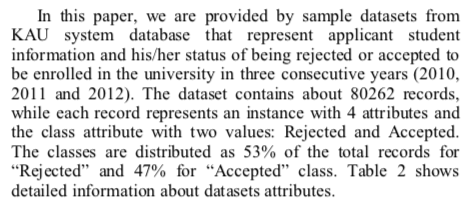 In this paper, we are provided by sample datasets from
KAU system database that represent applicant student
information and his/her status of being rejected or accepted to
be enrolled in the university in three consecutive years (2010,
2011 and 2012). The dataset contains about 80262 records,
while each record represents an instance with 4 attributes and
the class attribute with two values: Rejected and Accepted.
The classes are distributed as 53% of the total records for
“Rejected” and 47% for “Accepted” class. Table 2 shows
detailed information about datasets attributes.